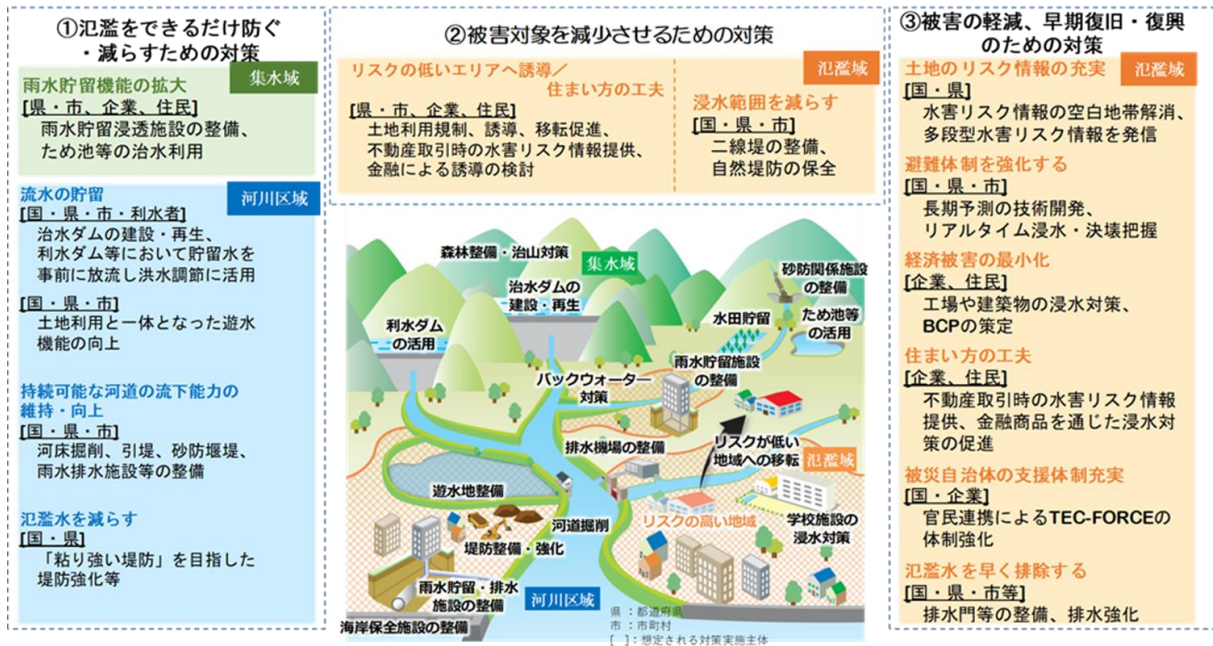 ①氾濫をできるだけ防ぐ
・減らすための対策
集水域
雨水貯留機能の拡大
[県・市、企業、住民]
雨水貯留浸透施設の整備、
ため池等の治水利用
河川区域
流水の貯留
[国・県・市・利水者]
治水ダムの建設・再生、
利水ダム等において貯留水を
事前に放流し洪水調節に活用
[国・県・市]
土地利用と一体となった遊水
機能の向上
持続可能な河道の流下能力の
維持・向上
[国・県・市]
河床掘削、引堤、砂防堰堤、
雨水排水施設等の整備
氾濫水を減らす
[国・県]
「粘り強い堤防」を目指した
堤防強化等
②被害対象を減少させるための対策
リスクの低いエリアへ誘導／
住まい方の工夫
[県・市、企業、住民]
土地利用規制、誘導、移転促進、
不動産取引時の水害リスク情報提供、
金融による誘導の検討
氾濫域
浸水範囲を減らす
[国・県・市]
二線堤の整備、
自然堤防の保全
森林整備・治山対策
集水域
治水ダムの
建設・再生
砂防関係施設
の整備
利水ダム
の活用
水田貯留
ため池等
の活用
雨水貯留施設
の整備
バックウォーター
対策
排水機場の整備
リスクが低い
地域への移転
氾濫域
遊水地整備
河道掘削
リスクの高い地域
学校施設の
浸水対策
堤防整備・強化
雨水貯留・排水
施設の整備
河川区域
海岸保全施設の整備
県 ：都道府県
市 ：市町村
[ ]：想定される対策実施主体
③被害の軽減、早期復旧・復興
のための対策
氾濫域
土地のリスク情報の充実
[国・県]
水害リスク情報の空白地帯解消、
多段型水害リスク情報を発信
避難体制を強化する
[国・県・市]
長期予測の技術開発、
リアルタイム浸水・決壊把握
経済被害の最小化
[企業、住民]
工場や建築物の浸水対策、
BCPの策定
住まい方の工夫
[企業、住民]
不動産取引時の水害リスク情報
提供、金融商品を通じた浸水対
策の促進
被災自治体の支援体制充実
[国・企業]
官民連携によるTEC-FORCEの
体制強化
氾濫水を早く排除する
[国・県・市等]
排水門等の整備、排水強化